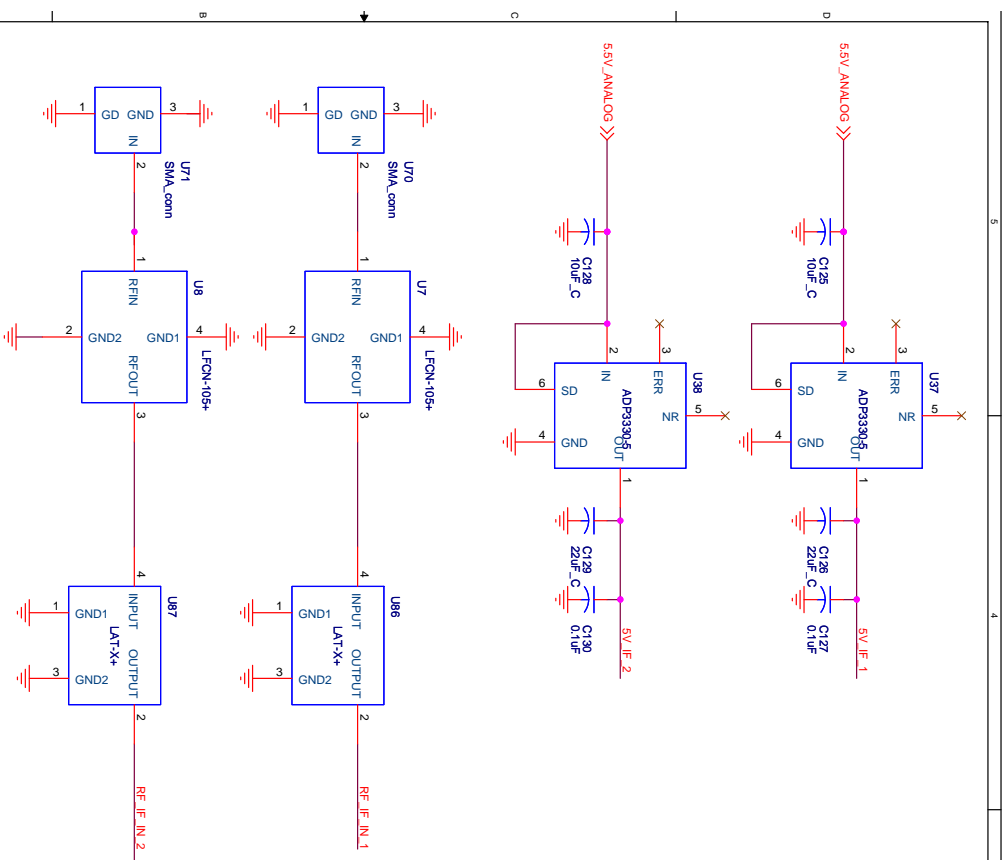 5
4
D
C
B
5.5V_ANALOG
C125
10uF_C
U37
ADP3330-5
IN
ERR
NR
SD
GND
OUT
2
3
5
6
4
1
C126
22uF_C
C127
0.1uF
5V_IF_1
5.5V_ANALOG
C128
10uF_C
U38
ADP3330-5
IN
ERR
NR
SD
GND
OUT
2
3
5
6
4
1
C129
22uF_C
C130
0.1uF
5V_IF_2
U70
SMA_conn
GD GND
IN
1
3
2
U7
LFCN-105+
RFIN
GND1
GND2
RFOUT
1
4
2
3
U86
LAT-X+
INPUT OUTPUT
GND1
GND2
4
1
3
2
RF_IF_IN_1
U71
SMA_conn
GD GND
IN
1
3
2
U8
LFCN-105+
RFIN
GND1
GND2
RFOUT
1
4
2
3
U87
LAT-X+
INPUT OUTPUT
GND1
GND2
4
1
3
2
RF_IF_IN_2